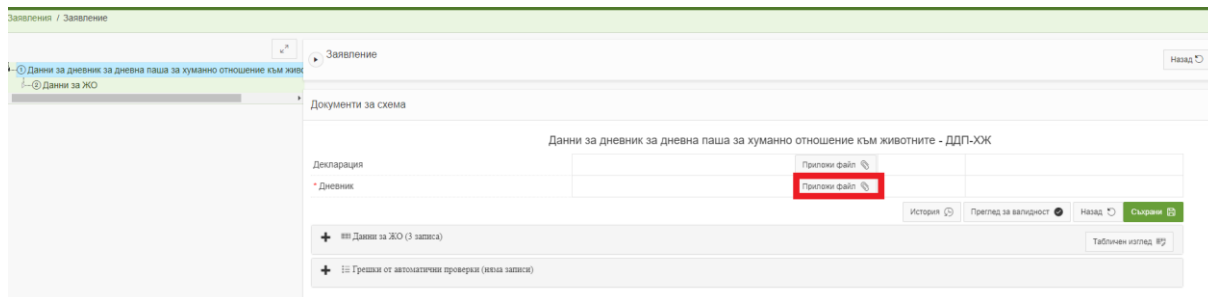 Заявления / Заявление
Заявление
Назад
1 Данни за дневник за дневна паша за хуманно отношение към живо
2 Данни за ЖО
Документи за схема
Данни за дневник за дневна паша за хуманно отношение към животните - ДДП-ХЖ
Декларация Приложи файл
* Дневник Приложи файл
История Преглед за валидност Назад Съхрани
Данни за ЖО (3 записа) Табличен изглед
Грешки от автоматични проверки (няма записи)